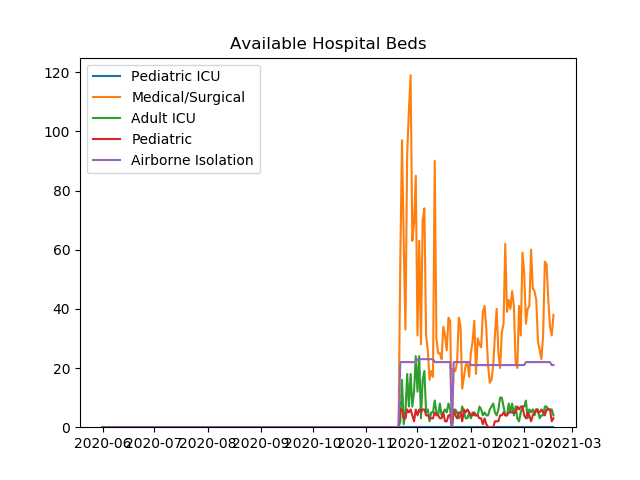 Available Hospital Beds
120
100
80
60
40
20
0
Pediatric ICU
Medical/Surgical
Adult ICU
Pediatric
Airborne Isolation
2020-06 2020-07 2020-08 2020-09 2020-10 2020-11 2020-12 2021-01 2021-02 2021-03